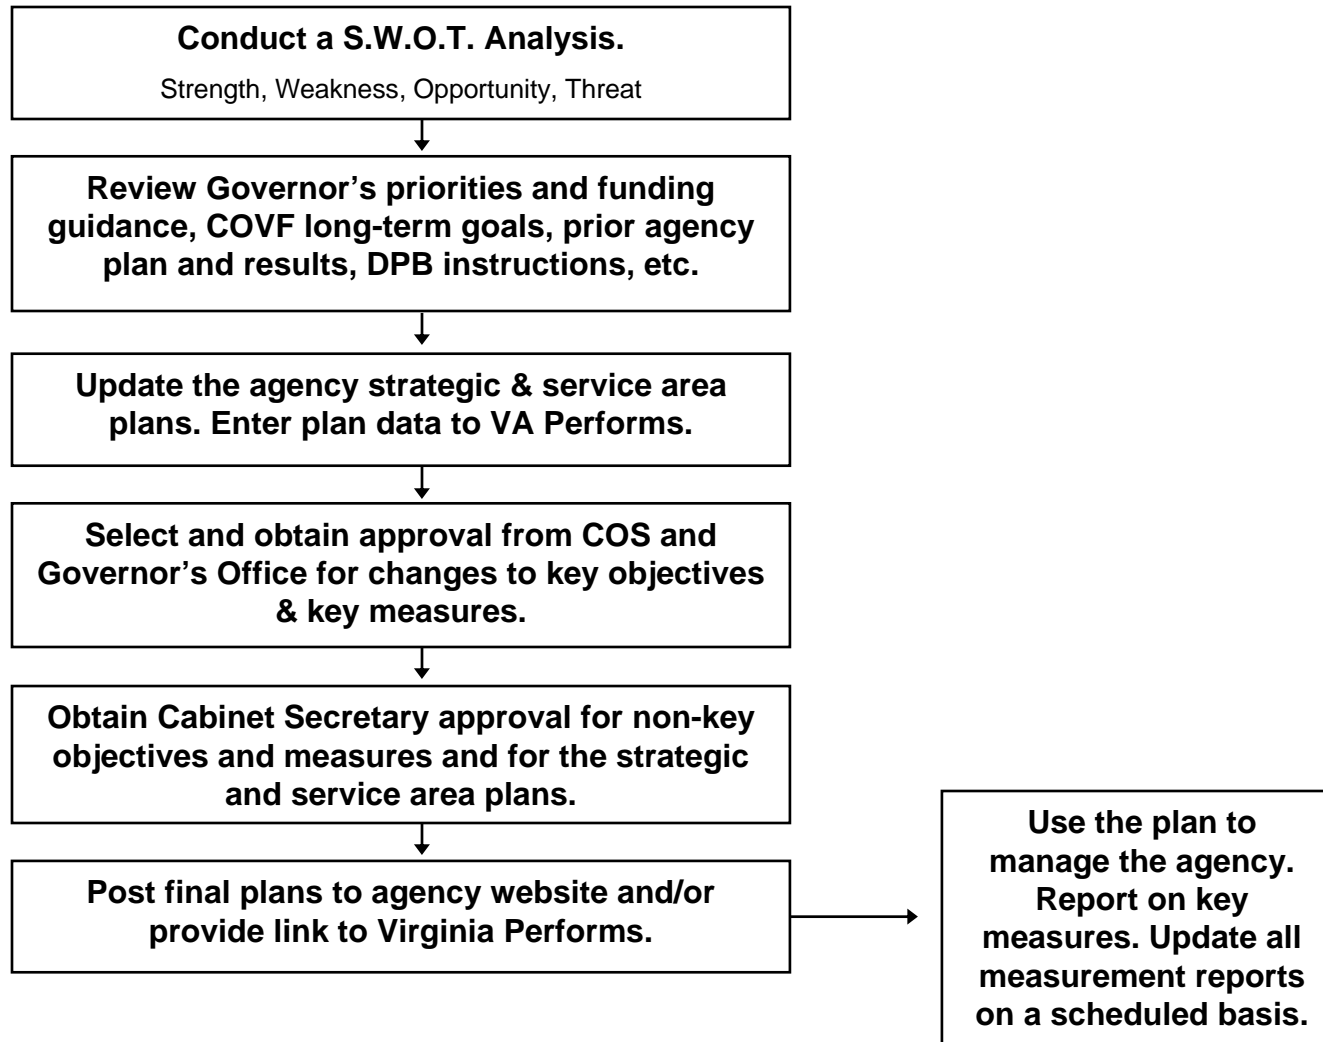 Conduct a S.W.O.T. Analysis.
Strength, Weakness, Opportunity, Threat
Review Governor’s priorities and funding
guidance, COVF long-term goals, prior agency
plan and results, DPB instructions, etc.
Update the agency strategic & service area
plans. Enter plan data to VA Performs.
Select and obtain approval from COS and
Governor’s Office for changes to key objectives
& key measures.
Obtain Cabinet Secretary approval for non-key
objectives and measures and for the strategic
and service area plans.
Post final plans to agency website and/or
provide link to Virginia Performs.
Use the plan to
manage the agency.
Report on key
measures. Update all
measurement reports
on a scheduled basis.